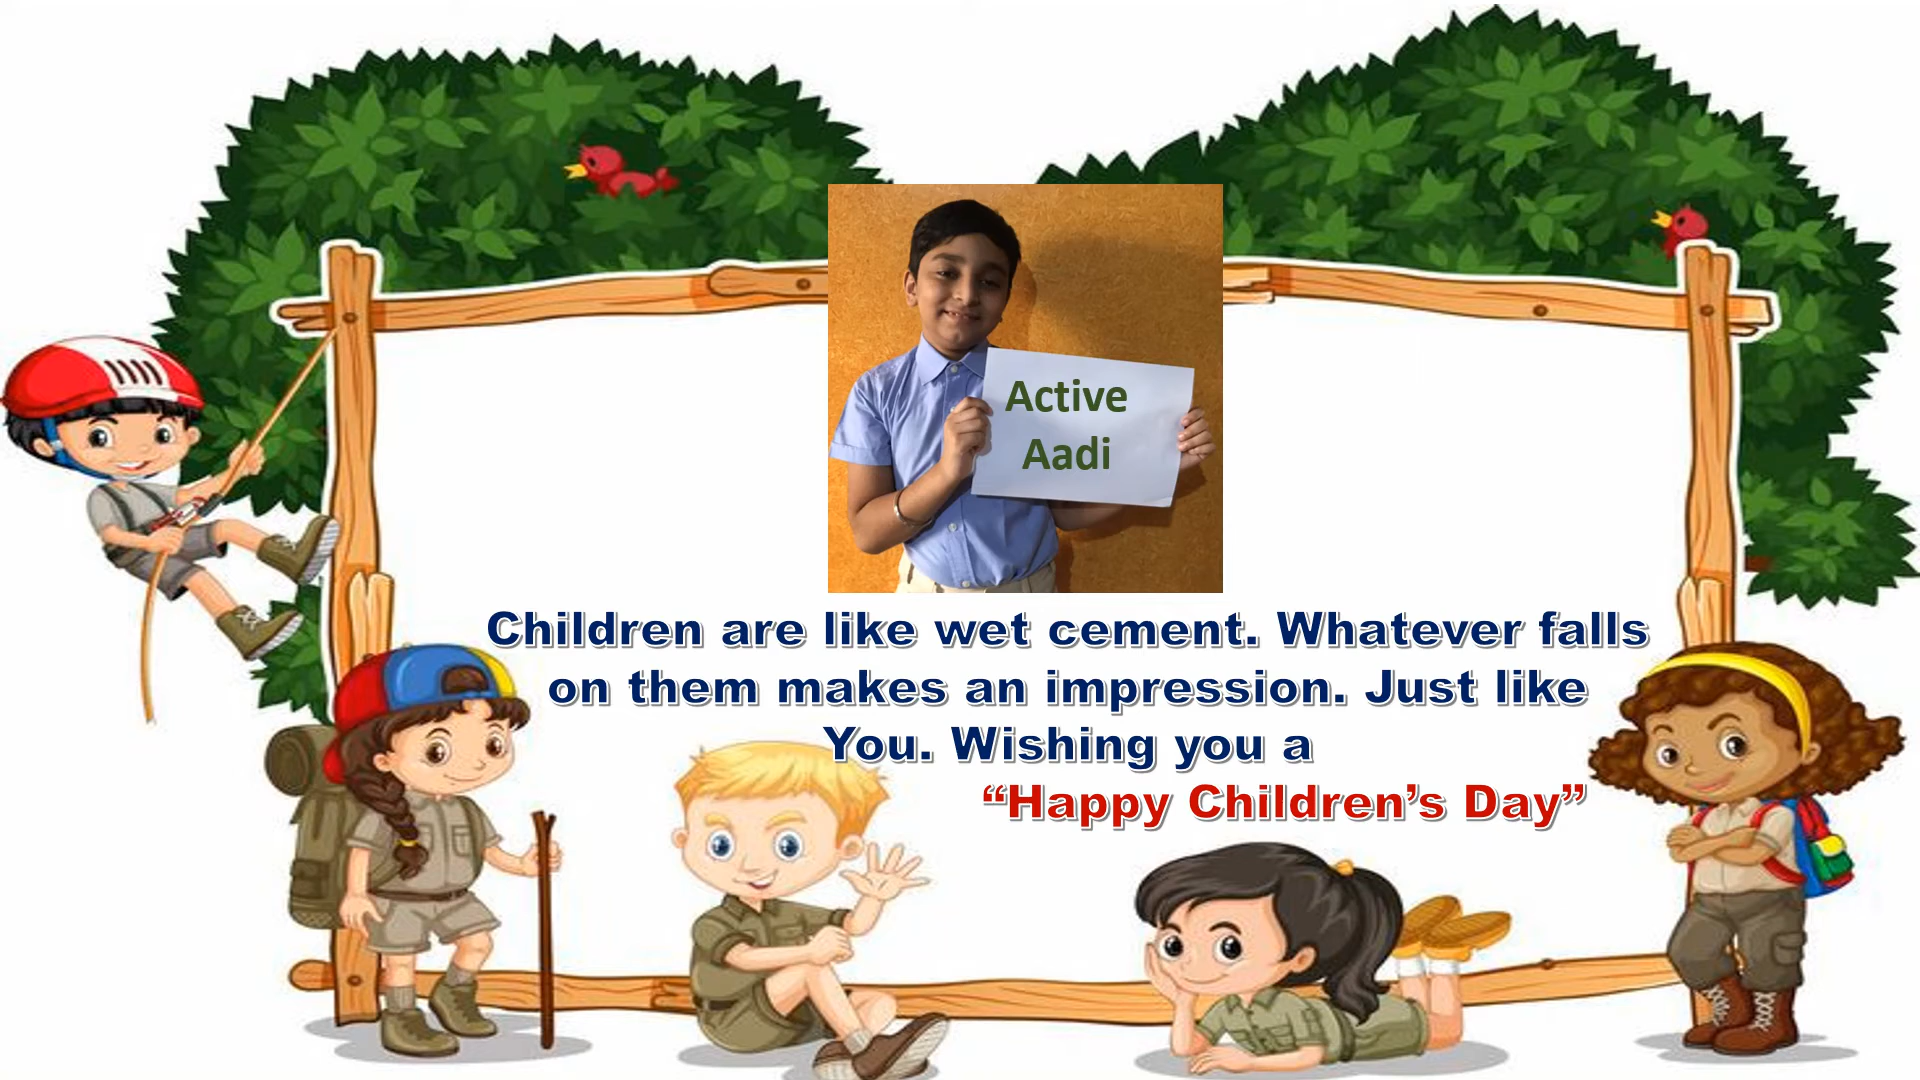 Active
Aadi
Children are like wet cement. Whatever falls
on them makes an impression. Just like
You. Wishing you a
“Happy Children’s Day”